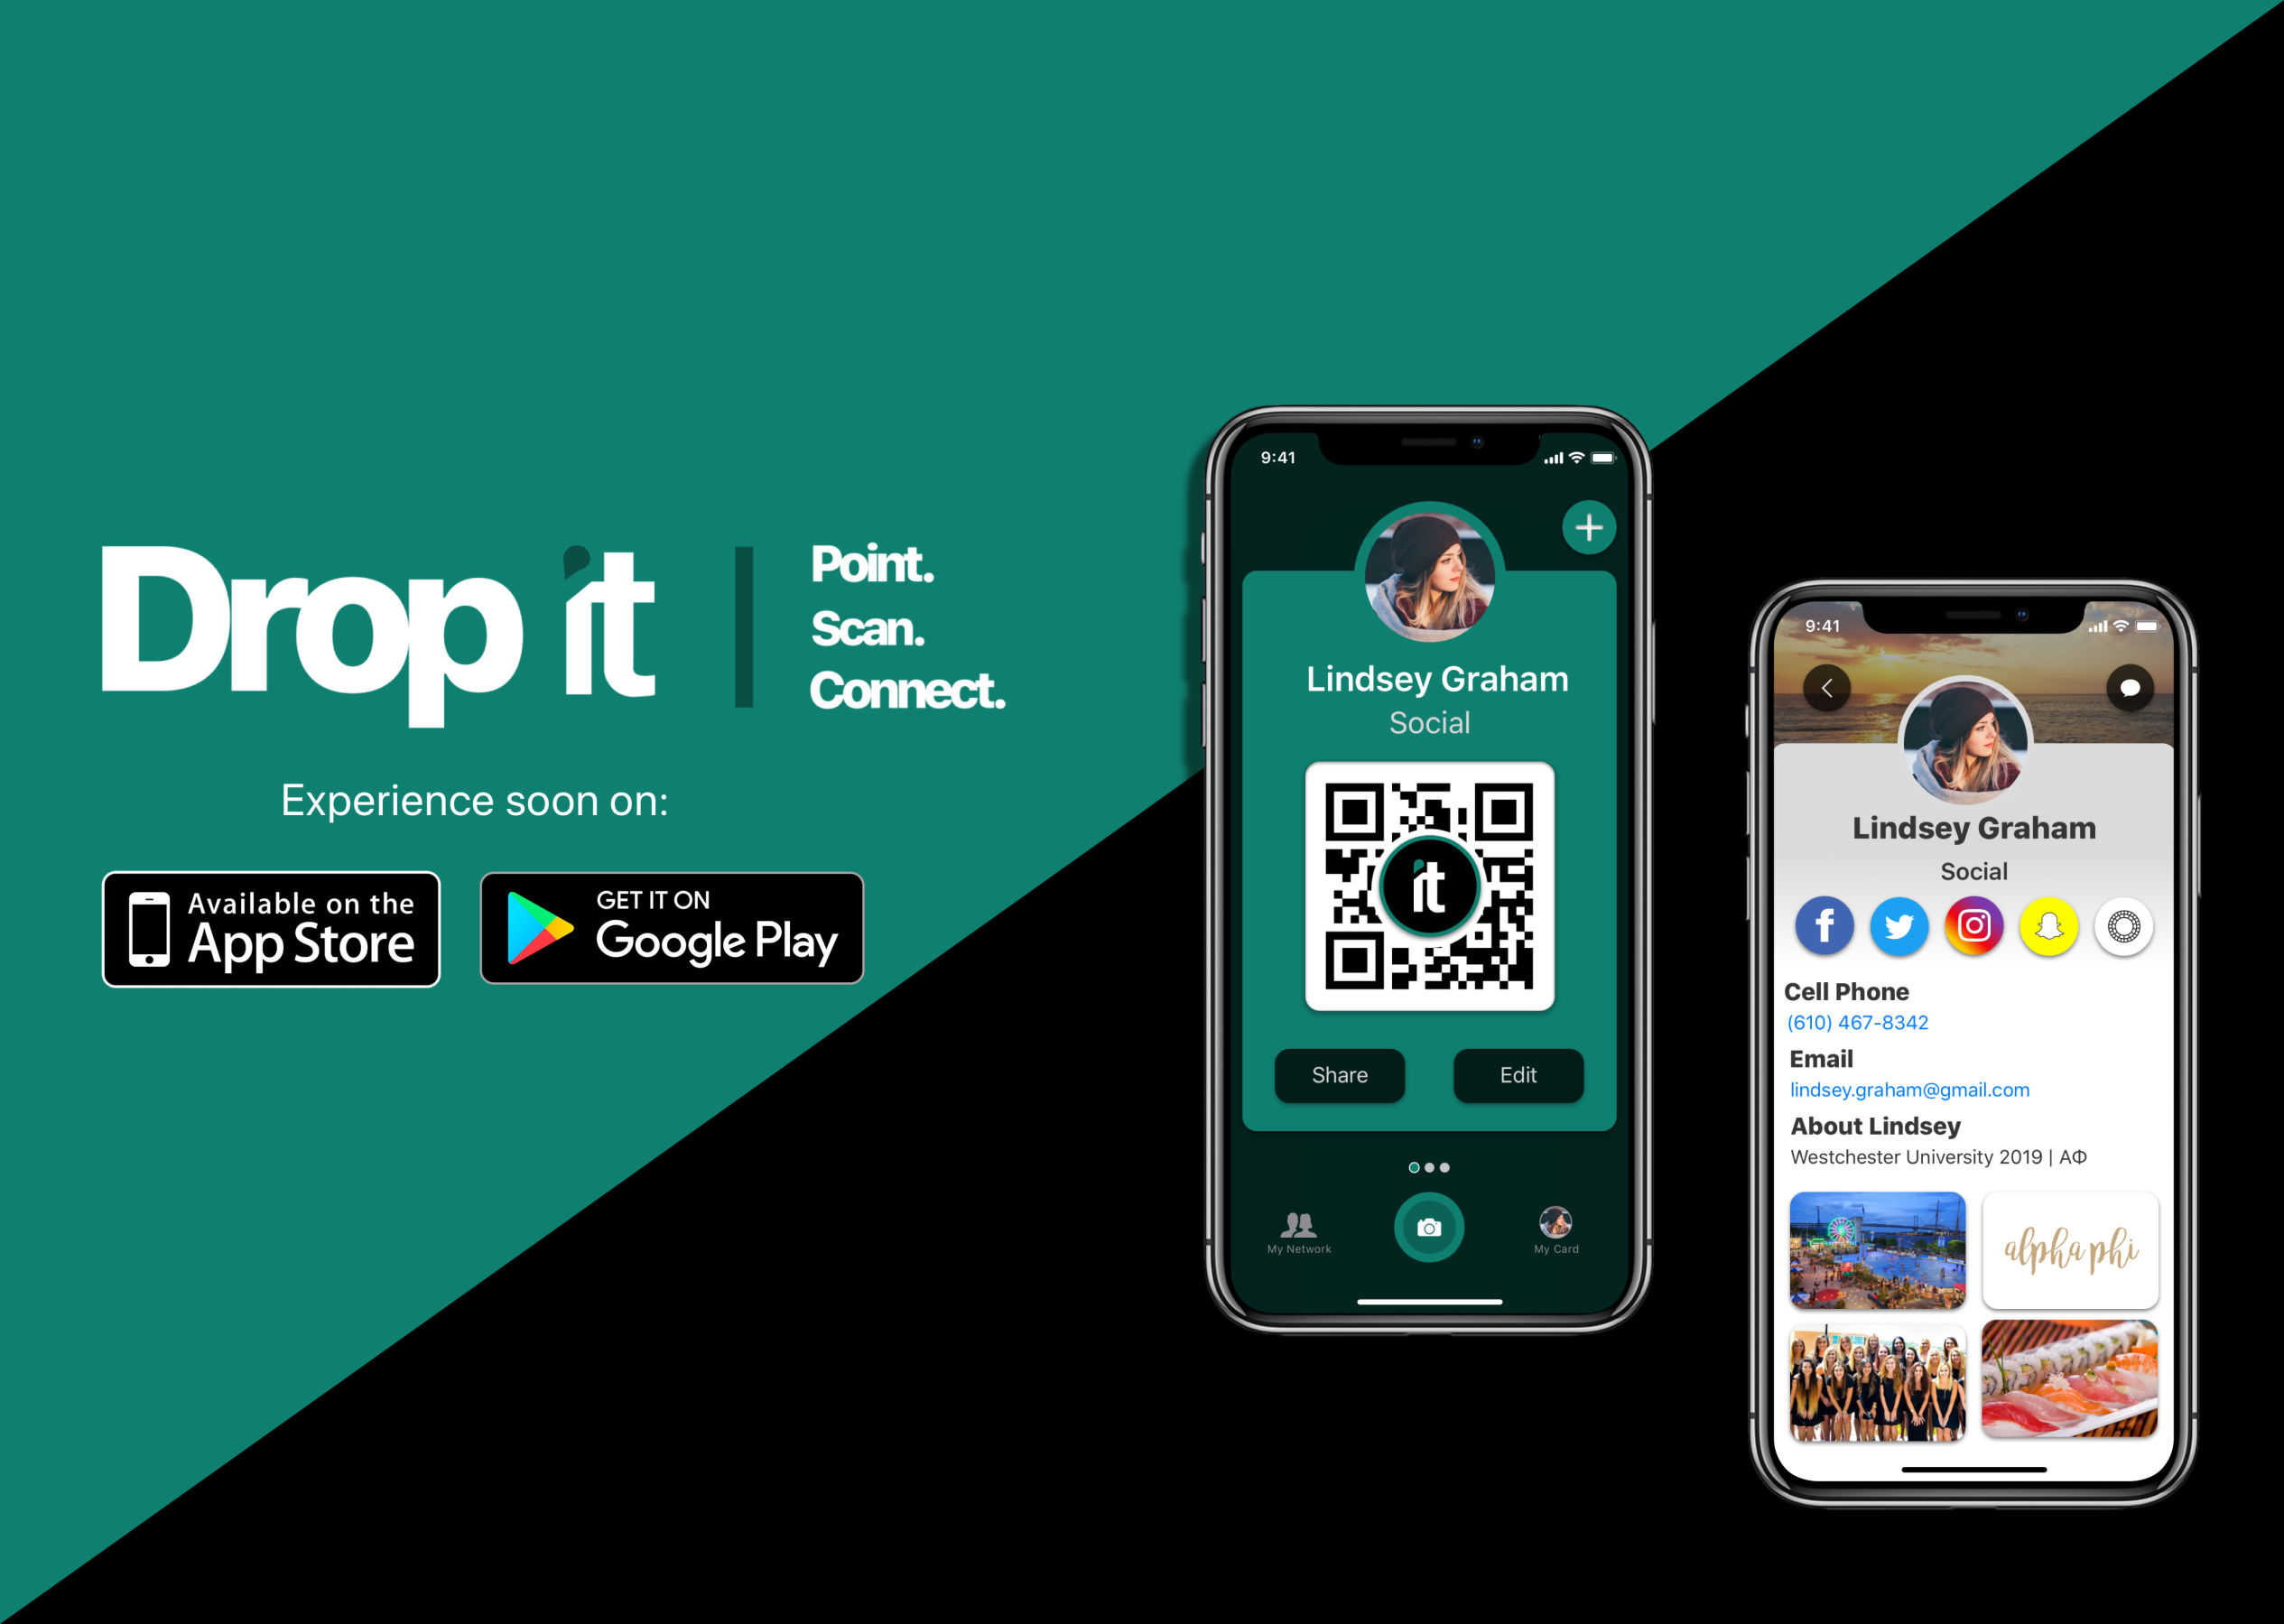 Drop it
Point.
Scan.
Connect.
Experience soon on:
Available on the
App Store
GET IT ON
Google Play
9:41
Lindsey Graham
Social
it
Share
Edit
My Network
My Card
9:41
Lindsey Graham
Social
Cell Phone
(610) 467-8342
Email
lindsey.graham@gmail.com
About Lindsey
Westchester University 2019 | ΑΦ
alpha phi